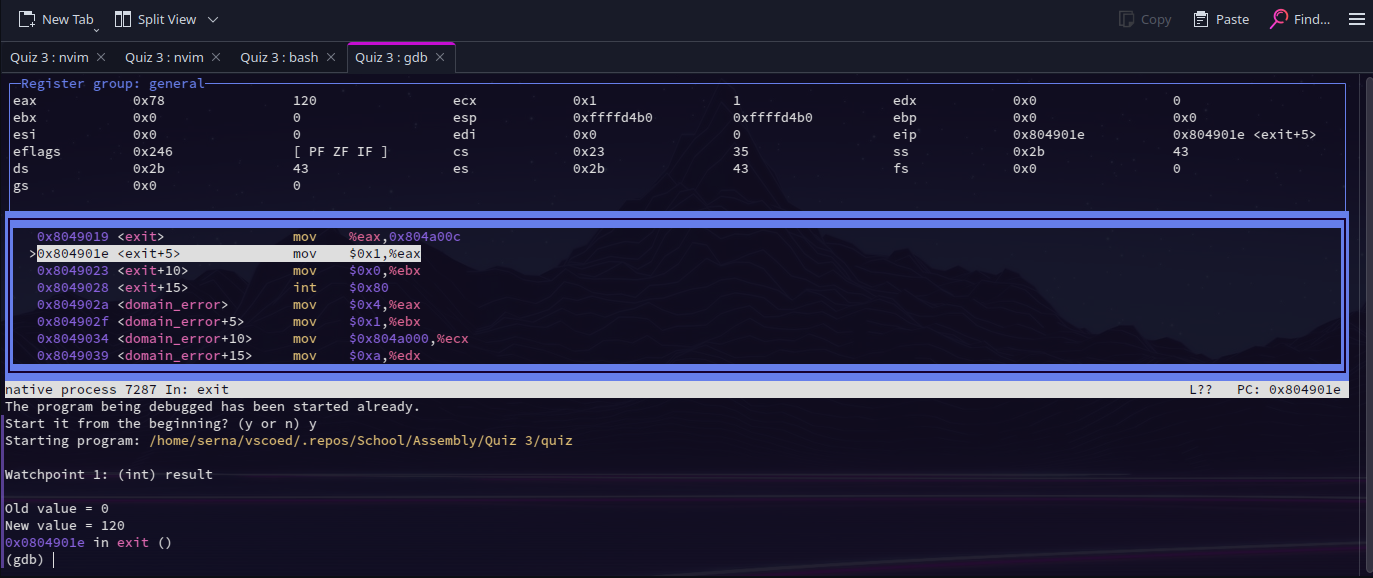 New Tab Split View Copy Paste Find...
Quiz 3 : nvim Quiz 3 : nvim Quiz 3 : bash Quiz 3 : gdb
Register group: general
eax 0x78 120 ecx 0x1 1 edx 0x0 0
ebx 0x0 0 esp 0xffffd4b0 0xffffd4b0 ebp 0x0 0x0
esi 0x0 0 edi 0x0 0 eip 0x804901e 0x804901e <exit+5>
eflags 0x246 [ PF ZF IF ] cs 0x23 35 ss 0x2b 43
ds 0x2b 43 es 0x2b 43 fs 0x0 0
gs 0x0 0
0x8049019 <exit> mov %eax,0x804a00c
>0x804901e <exit+5> mov $0x1,%eax
0x8049023 <exit+10> mov $0x0,%ebx
0x8049028 <exit+15> int $0x80
0x804902a <domain_error> mov $0x4,%eax
0x804902f <domain_error+5> mov $0x1,%ebx
0x8049034 <domain_error+10> mov $0x804a000,%ecx
0x8049039 <domain_error+15> mov $0xa,%edx
native process 7287 In: exit L?? PC: 0x804901e
The program being debugged has been started already.
Start it from the beginning? (y or n) y
Starting program: /home/serna/vscoed/.repos/School/Assembly/Quiz 3/quiz
Watchpoint 1: (int) result
Old value = 0
New value = 120
0x0804901e in exit ()
(gdb)